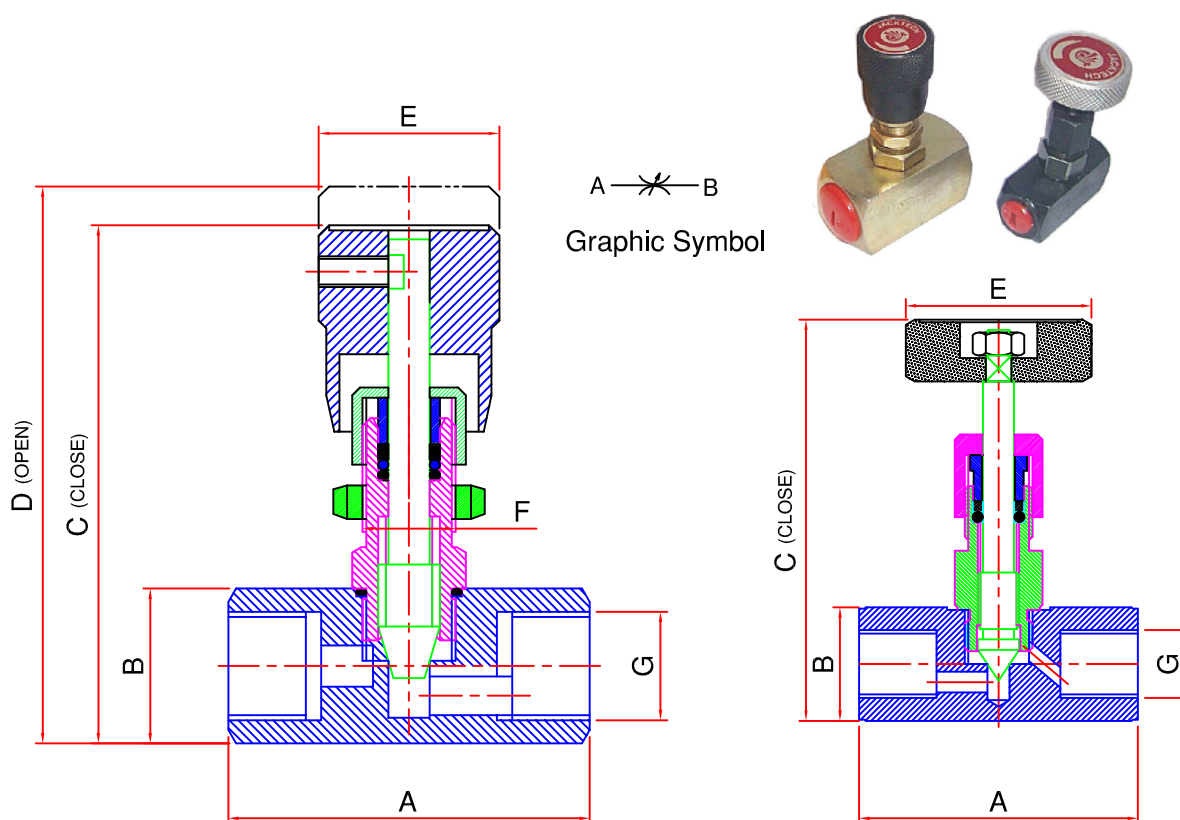 JACKTECH
JACKTECH
E
A B
Graphic Symbol
E
D (OPEN)
C (CLOSE)
F
B
G
A
C (CLOSE)
B
G
A